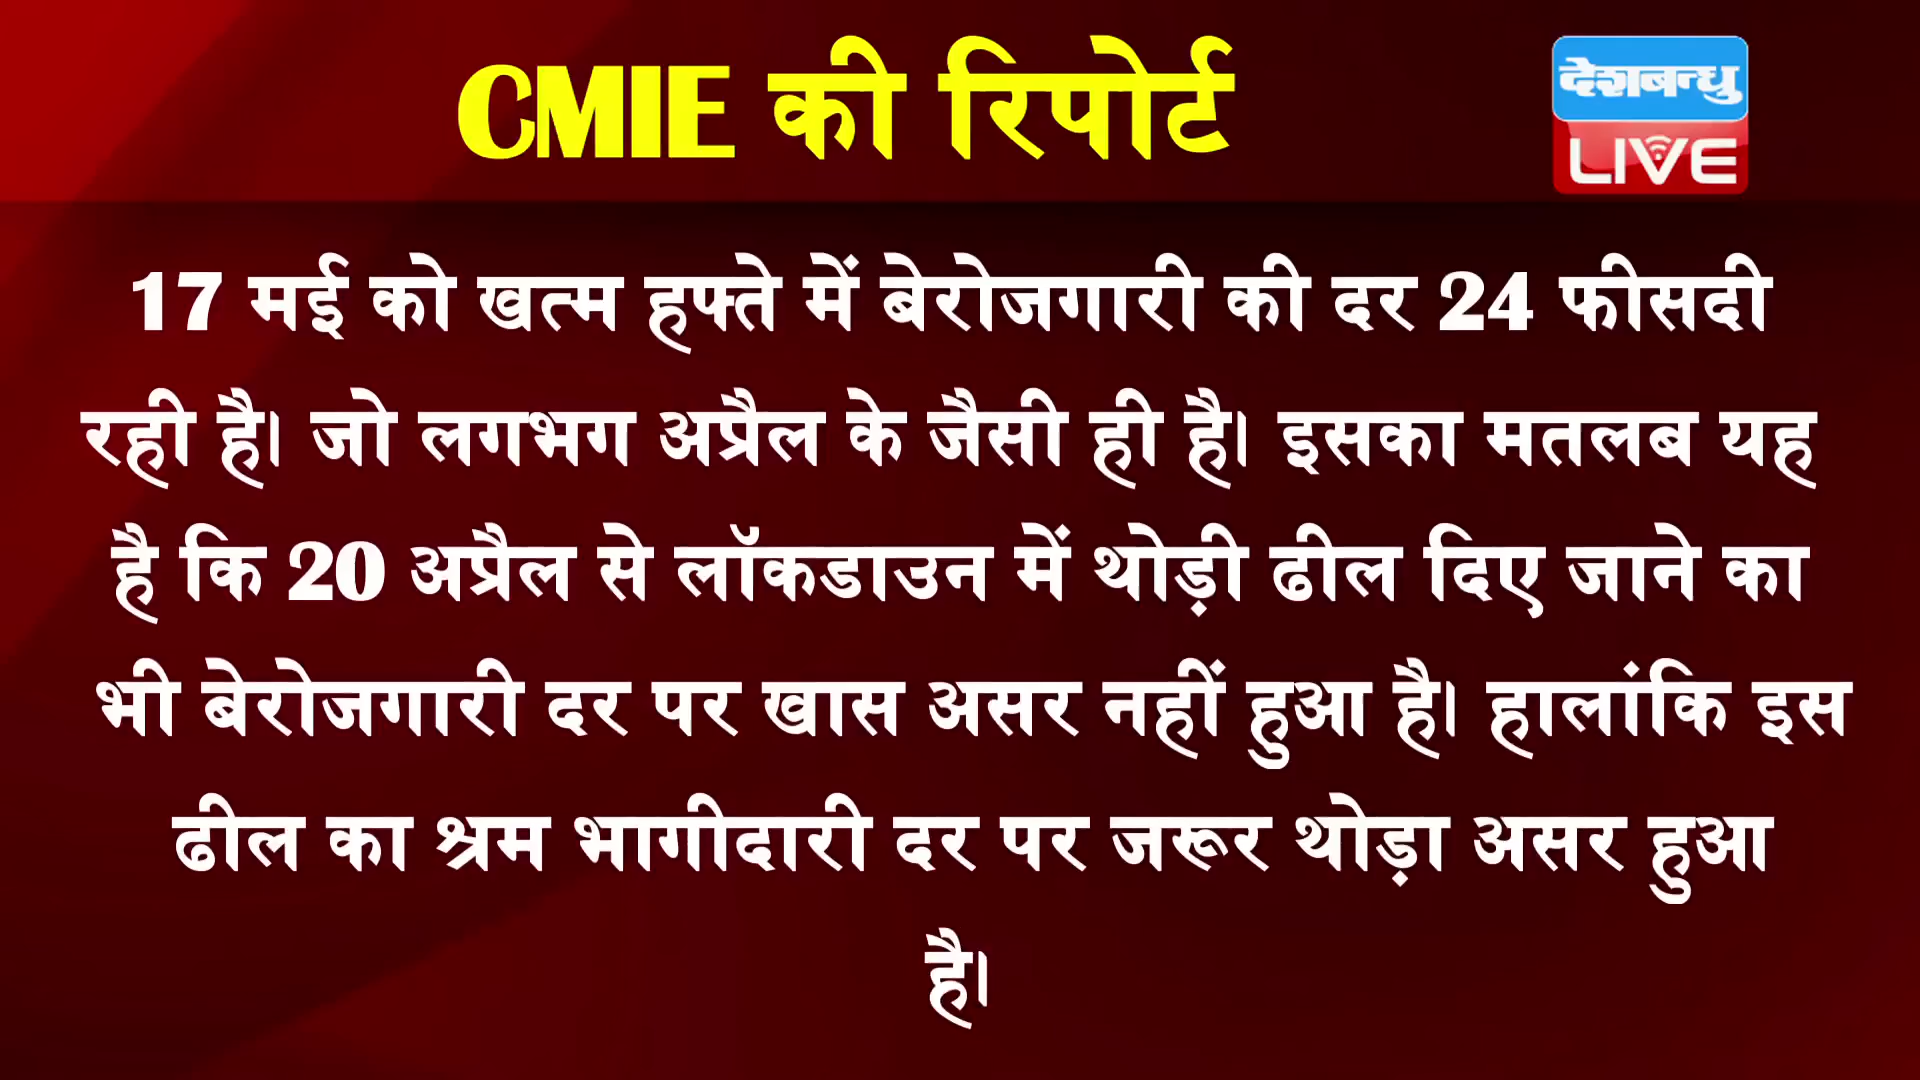 CMIE की रिपोर्ट
देशबन्धु
LIVE
17 मई को खत्म हफ्ते में बेरोजगारी की दर 24 फीसदी
रही है। जो लगभग अप्रैल के जैसी ही है। इसका मतलब यह
है कि 20 अप्रैल से लॉकडाउन में थोड़ी ढील दिए जाने का
भी बेरोजगारी दर पर खास असर नहीं हुआ है। हालांकि इस
ढील का श्रम भागीदारी दर पर जरूर थोड़ा असर हुआ
है।